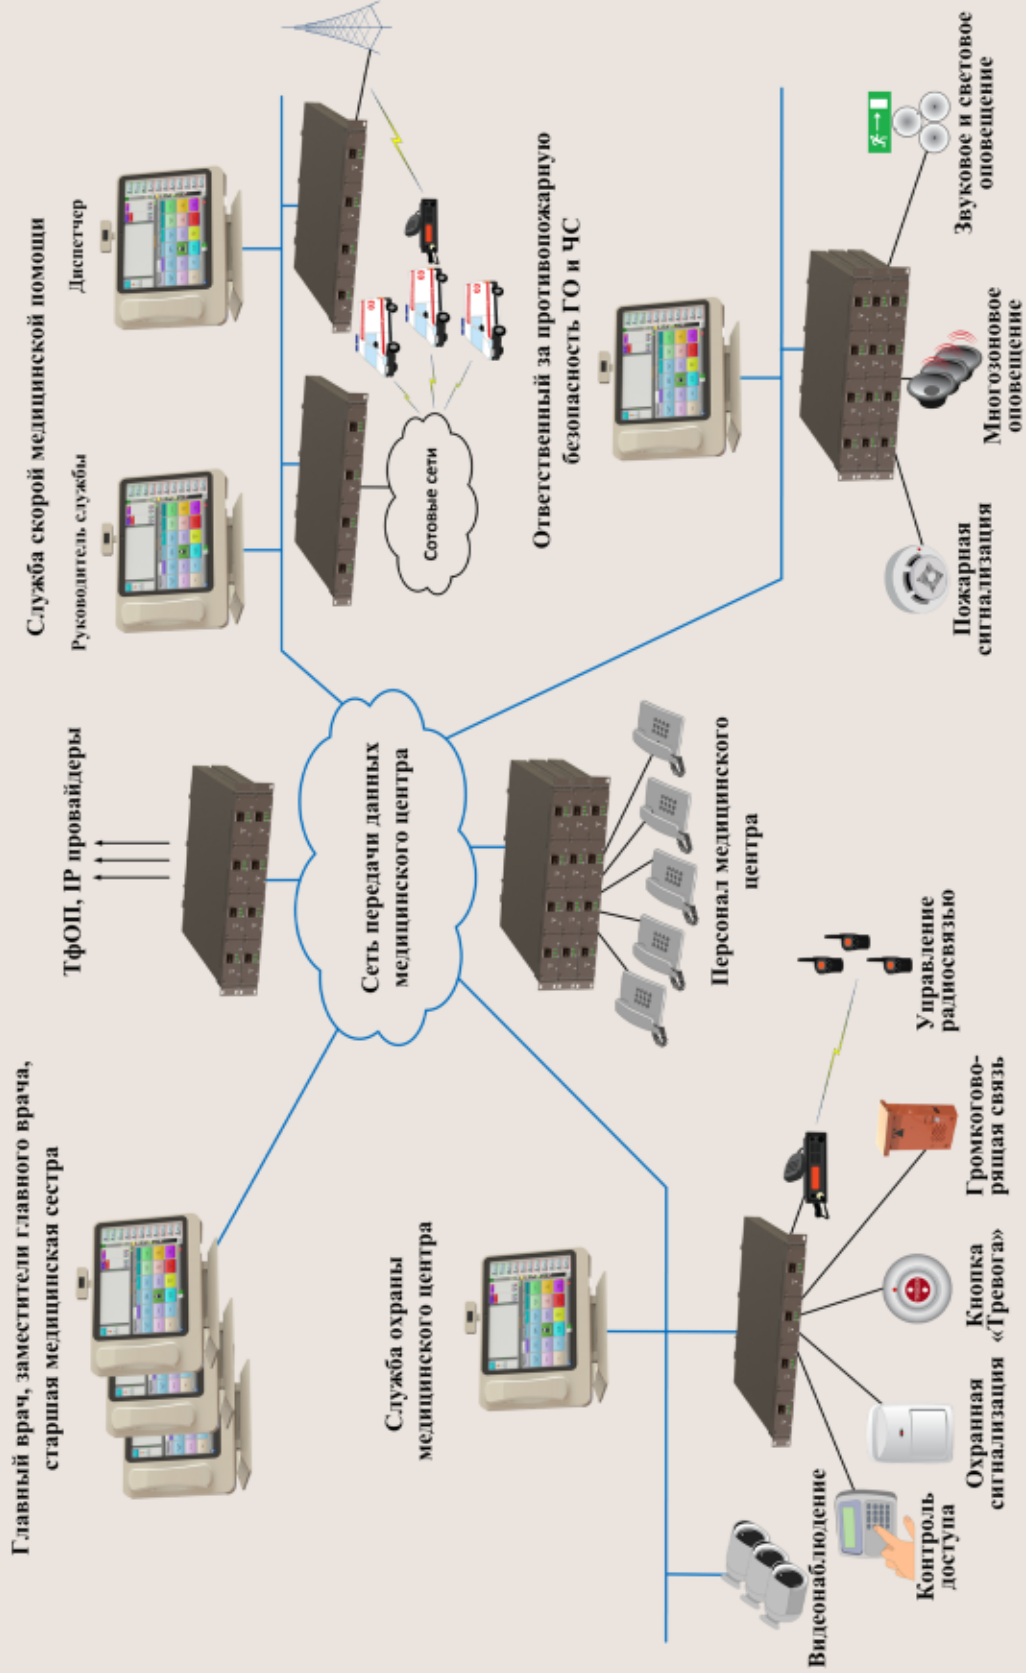 Главный врач, заместители главного врача,
старшая медицинская сестра
ТфОП, IP провайдеры
Служба скорой медицинской помощи
Руководитель службы
Диспетчер
Сеть передачи данных
медицинского центра
Сотовые сети
03
03
03
Служба охраны
медицинского центра
Персонал медицинского
центра
Ответственный за противопожарную
безопасность ГО и ЧС
Видеонаблюдение
Контроль
доступа
Охранная
сигнализация
Кнопка
«Тревога»
Громкогово-
рящая связь
Управление
радиосвязью
Пожарная
сигнализация
Многозоновое
оповещение
Звуковое и световое
оповещение